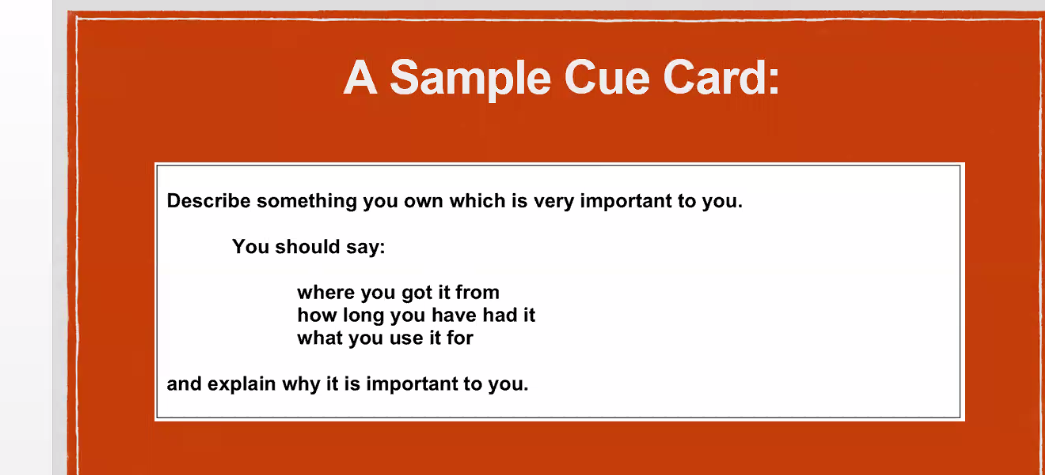 A Sample Cue Card:
Describe something you own which is very important to you.
You should say:
where you got it from
how long you have had it
what you use it for
and explain why it is important to you.